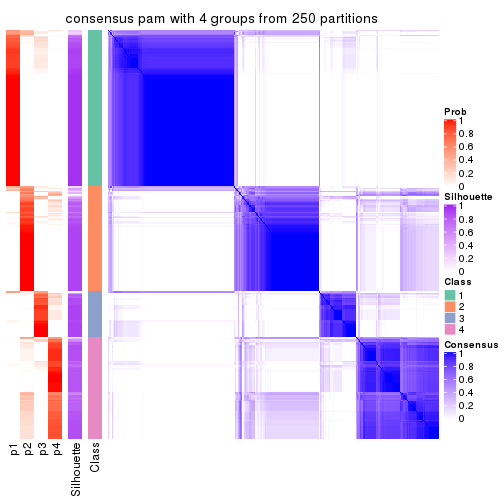 consensus pam with 4 groups from 250 partitions
Prob
1
0.8
0.6
0.4
0.2
0
Silhouette
1
0.8
0.6
0.4
0.2
0
Class
1
2
3
4
Consensus
1
0.8
0.6
0.4
0.2
0
p1
p2
p3
p4
Silhouette
Class